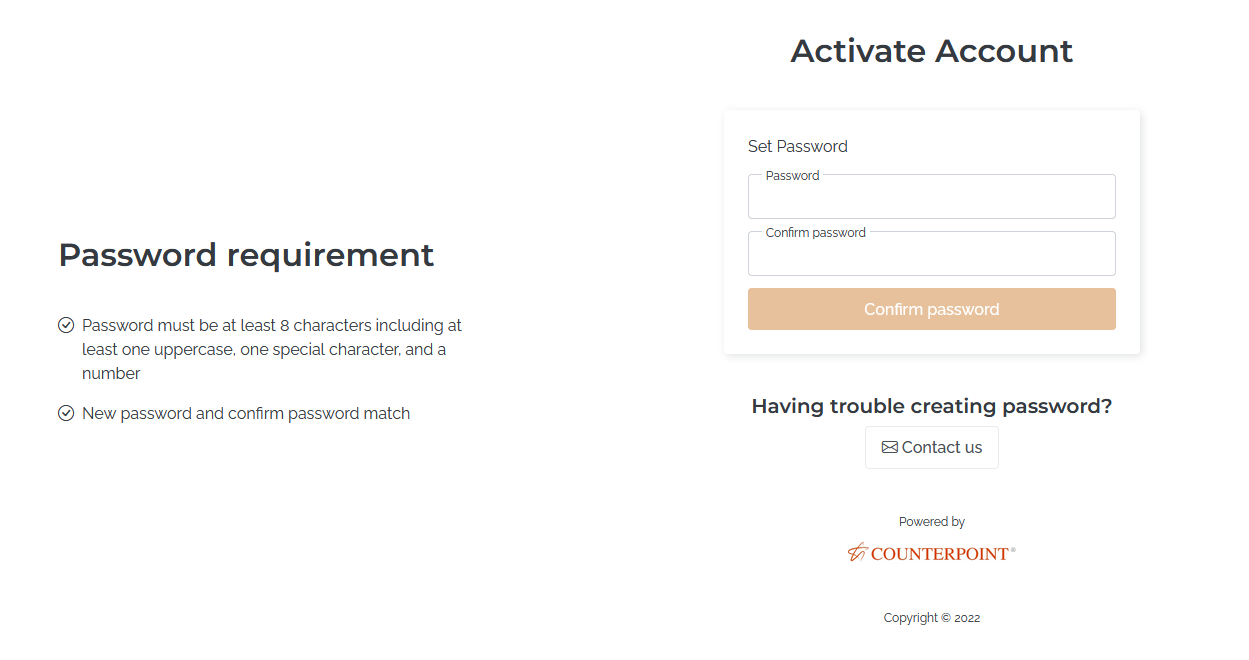 Activate Account
Set Password
Password
Confirm password
Confirm password
Password requirement
Password must be at least 8 characters including at
least one uppercase, one special character, and a
number
New password and confirm password match
Having trouble creating password?
Contact us
Powered by
COUNTERPOINT®
Copyright © 2022